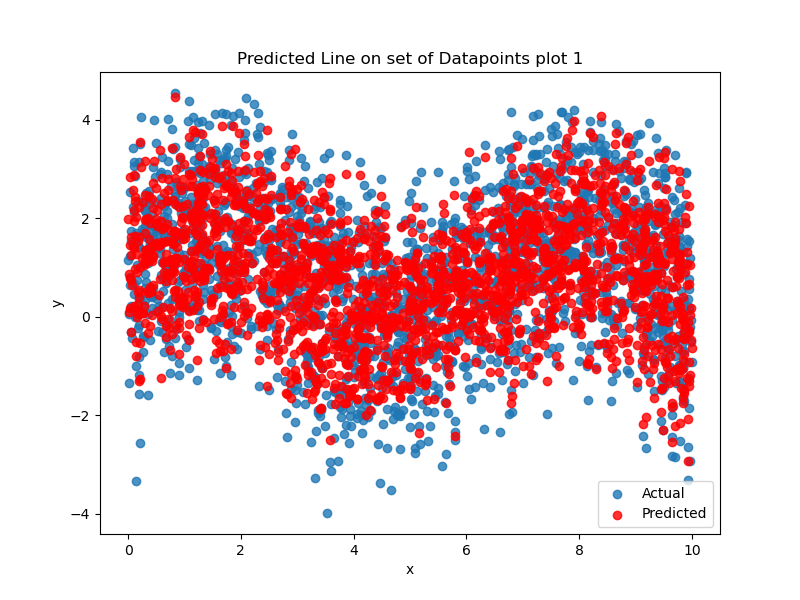 Predicted Line on set of Datapoints plot 1
4
2
0
−2
−4
y
Actual
Predicted
0 2 4 6 8 10
x